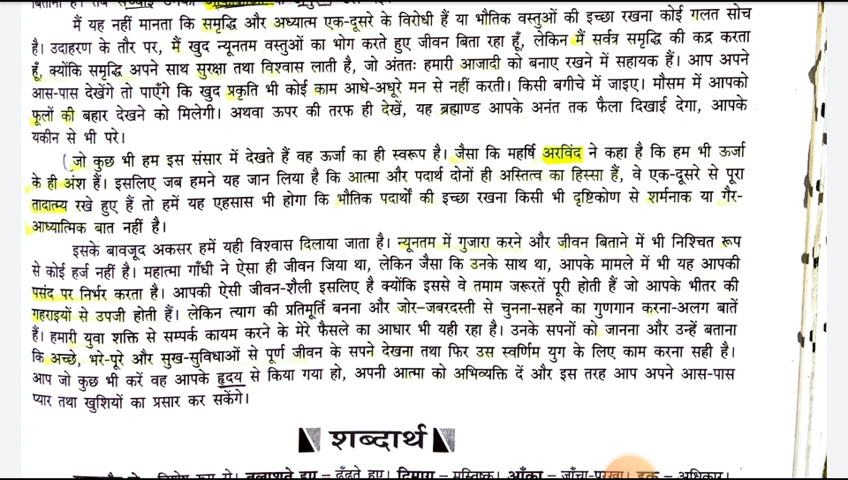 मैं यह नहीं मानता कि समृद्धि और अध्यात्म एक-दूसरे के विरोधी हैं या भौतिक वस्तुओं की इच्छा रखना कोई गलत सोच
है। उदाहरण के तौर पर, मैं खुद न्यूनतम वस्तुओं का भोग करते हुए जीवन बिता रहा हूँ, लेकिन मैं सर्वत्र समृद्धि की कद्र करता
हूँ, क्योंकि समृद्धि अपने साथ सुरक्षा तथा विश्वास लाती है, जो अंततः हमारी आजादी को बनाए रखने में सहायक हैं। आप अपने
आस-पास देखेंगे तो पाएँगे कि खुद प्रकृति भी कोई काम आधे-अधूरे मन से नहीं करती। किसी बगीचे में जाइए। मौसम में आपको
फूलों की बहार देखने को मिलेगी। अथवा ऊपर की तरफ ही देखें, यह ब्रह्माण्ड आपके अनंत तक फैला दिखाई देगा, आपके
यकीन से भी परे।
(जो कुछ भी हम इस संसार में देखते हैं वह ऊर्जा का ही स्वरूप है। जैसा कि महर्षि अरविंद ने कहा है कि हम भी ऊर्जा
के ही अंश हैं। इसलिए जब हमने यह जान लिया है कि आत्मा और पदार्थ दोनों ही अस्तित्व का हिस्सा हैं, वे एक-दूसरे से पूरा
तादात्म्य रखे हुए हैं तो हमें यह एहसास भी होगा कि भौतिक पदार्थों की इच्छा रखना किसी भी दृष्टिकोण से शर्मनाक या गैर-
आध्यात्मिक बात नहीं है।
इसके बावजूद अकसर हमें यही विश्वास दिलाया जाता है। न्यूनतम में गुजारा करने और जीवन बिताने में भी निश्चित रूप
से कोई हर्ज नहीं है। महात्मा गाँधी ने ऐसा ही जीवन जिया था, लेकिन जैसा कि उनके साथ था, आपके मामले में भी यह आपकी
पसंद पर निर्भर करता है। आपकी ऐसी जीवन-शैली इसलिए है क्योंकि इससे वे तमाम जरूरतें पूरी होती हैं जो आपके भीतर की
गहराइयों से उपजी होती हैं। लेकिन त्याग की प्रतिमूर्ति बनना और जोर-जबरदस्ती से चुनना-सहने का गुणगान करना-अलग बातें
हैं। हमारी युवा शक्ति से सम्पर्क कायम करने के मेरे फैसले का आधार भी यही रहा है। उनके सपनों को जानना और उन्हें बताना
कि अच्छे, भरे-पूरे और सुख-सुविधाओं से पूर्ण जीवन के सपने देखना तथा फिर उस स्वर्णिम युग के लिए काम करना सही है।
आप जो कुछ भी करें वह आपके हृदय से किया गया हो, अपनी आत्मा को अभिव्यक्ति दें और इस तरह आप अपने आस-पास
प्यार तथा खुशियों का प्रसार कर सकेंगे।
शब्दार्थ
तलाशते हुए – ढूँढ़ते हुए। दिमाग – मस्तिष्क। आँका – जाँचा-परखा। हक – अधिकार।